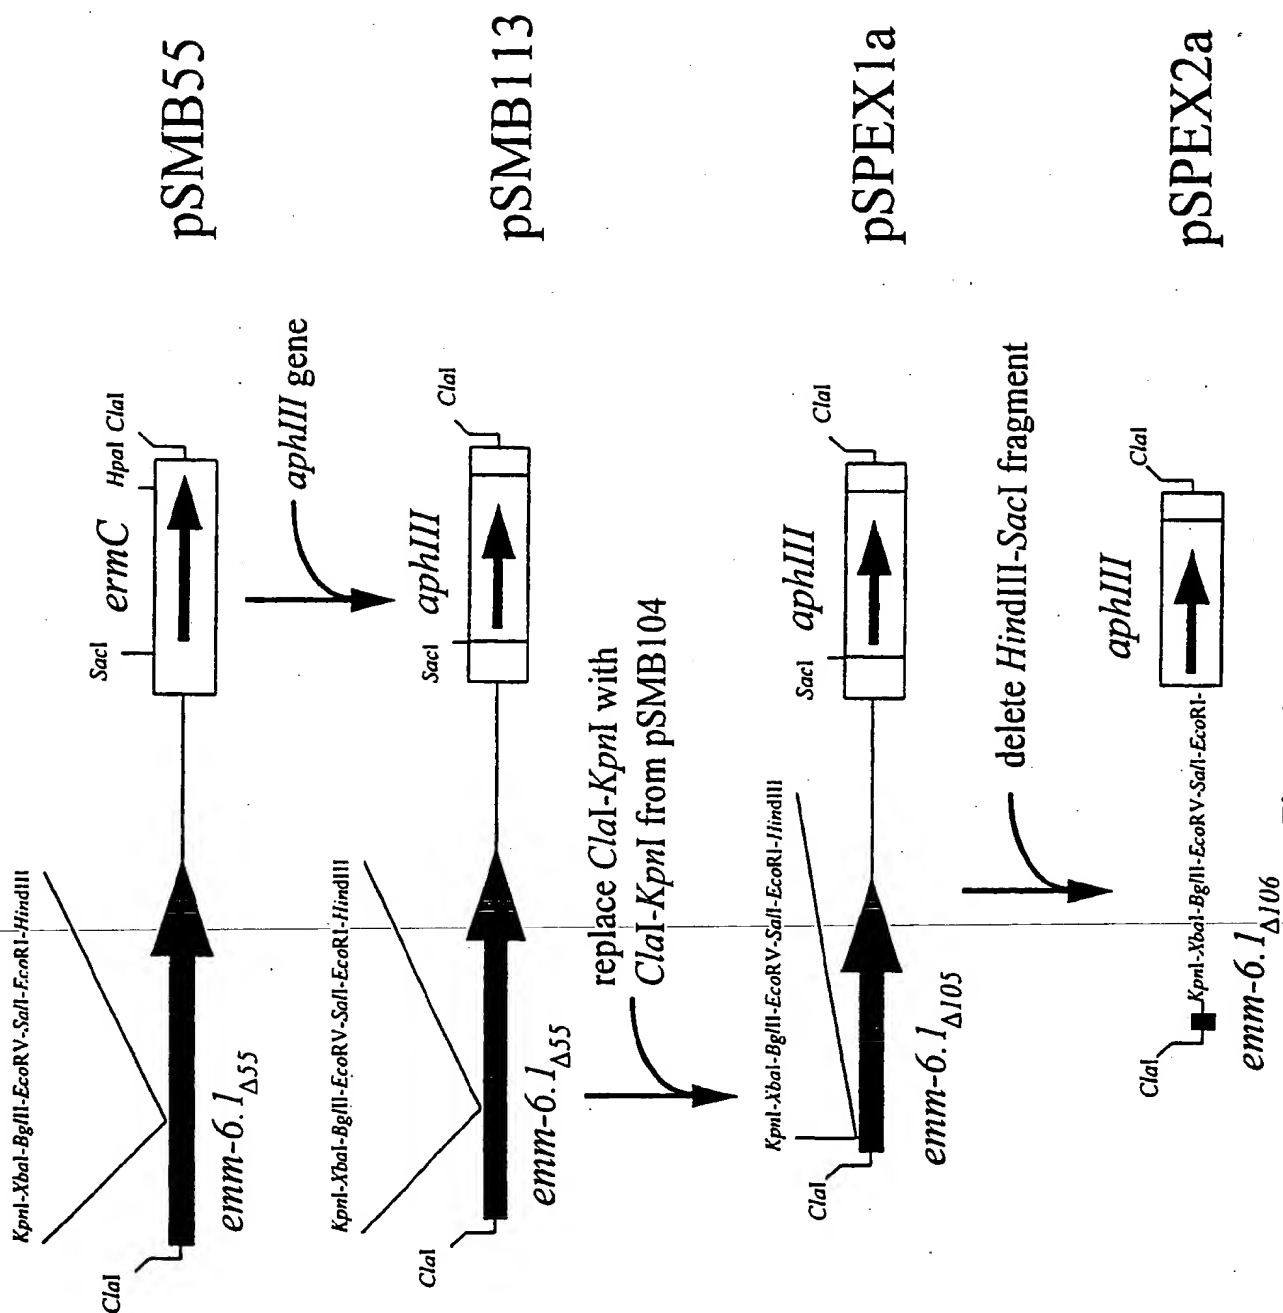 KpnI-XbaI-BglII-EcoRV-SalI-EcoRI-HindIII
ClaI
emm-6.1Δ55
SacI
ermC
HpaI
ClaI
pSMB55
aphIII gene
KpnI-XbaI-BglII-EcoRV-SalI-EcoRI-HindIII
ClaI
emm-6.1Δ55
SacI
aphIII
ClaI
pSMB113
replace ClaI-KpnI with
ClaI-KpnI from pSMB104
KpnI-XbaI-BglII-EcoRV-SalI-EcoRI-HindIII
ClaI
emm-6.1Δ105
SacI
aphIII
ClaI
pSPEX1a
delete HindIII-SacI fragment
ClaI
KpnI-XbaI-BglII-EcoRV-SalI-EcoRI-
emm-6.1Δ106
aphIII
ClaI
pSPEX2a